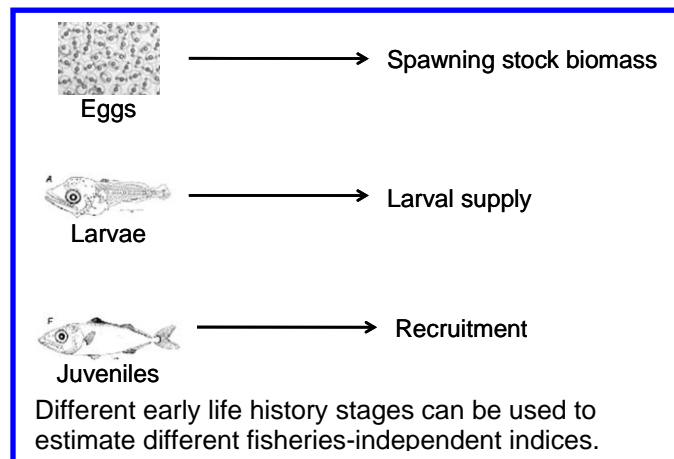 Eggs
Spawning stock biomass
A
Larvae
Larval supply
F
Juveniles
Recruitment
Different early life history stages can be used to
estimate different fisheries-independent indices.